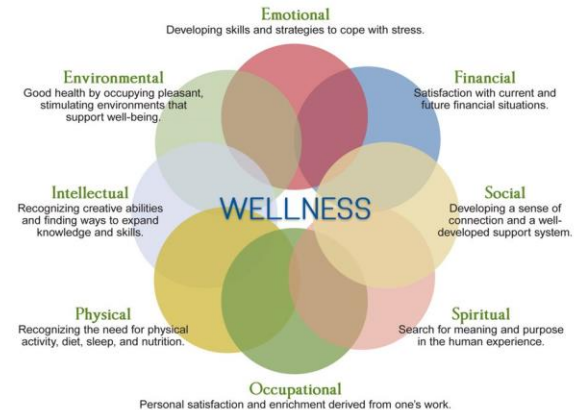 Emotional
Developing skills and strategies to cope with stress.
Environmental
Good health by occupying pleasant,
stimulating environments that
support well-being.
Financial
Satisfaction with current and
future financial situations.
Intellectual
Recognizing creative abilities
and finding ways to expand
knowledge and skills.
WELLNESS
Social
Developing a sense of
connection and a well-
developed support system.
Physical
Recognizing the need for physical
activity, diet, sleep, and nutrition.
Spiritual
Search for meaning and purpose
in the human experience.
Occupational
Personal satisfaction and enrichment derived from one's work.